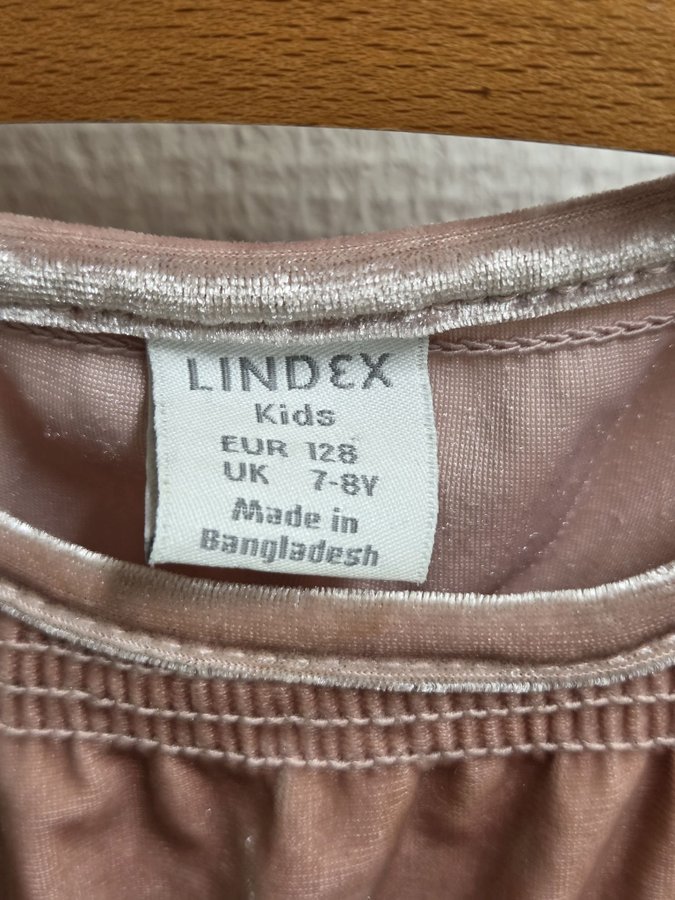 LINDEX
Kids
EUR 128
UK 7-8Y
Made in
Bangladesh